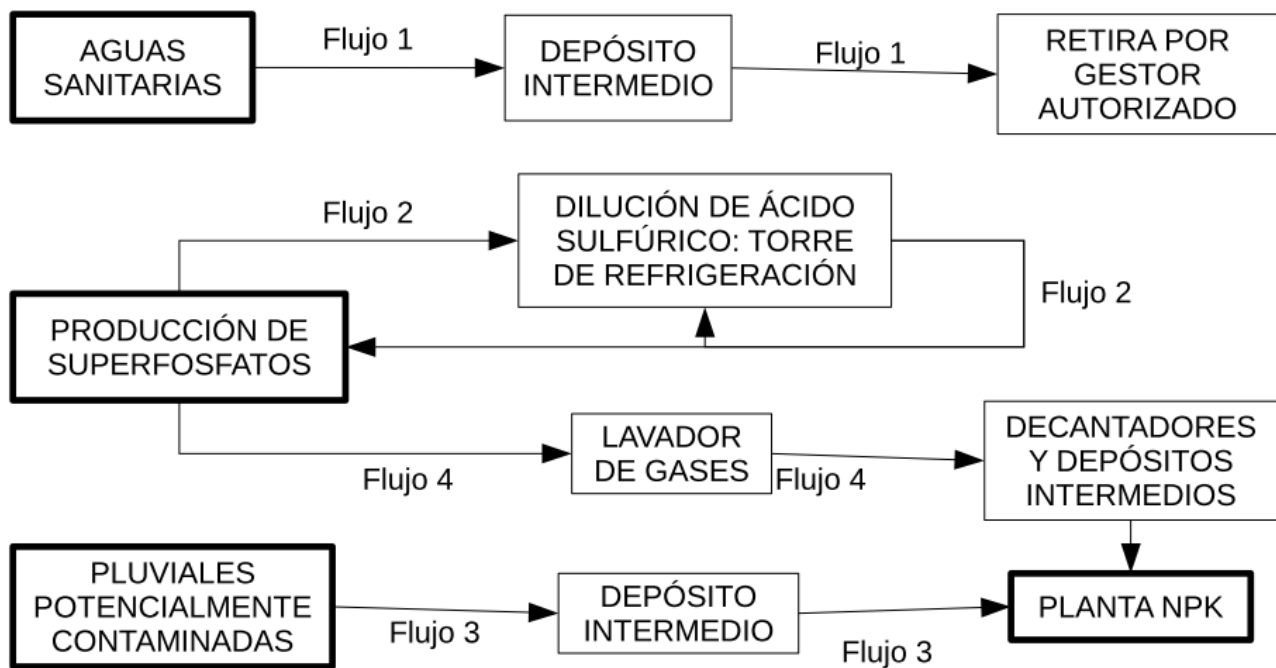 AGUAS
SANITARIAS
Flujo 1
DEPÓSITO
INTERMEDIO
Flujo 1
RETIRA POR
GESTOR
AUTORIZADO
Flujo 2
DILUCIÓN DE ÁCIDO
SULFÚRICO: TORRE
DE REFRIGERACIÓN
Flujo 2
PRODUCCIÓN DE
SUPERFOSFATOS
Flujo 4
LAVADOR
DE GASES
Flujo 4
DECANTADORES
Y DEPÓSITOS
INTERMEDIOS
PLUVIALES
POTENCIALMENTE
CONTAMINADAS
Flujo 3
DEPÓSITO
INTERMEDIO
Flujo 3
PLANTA NPK